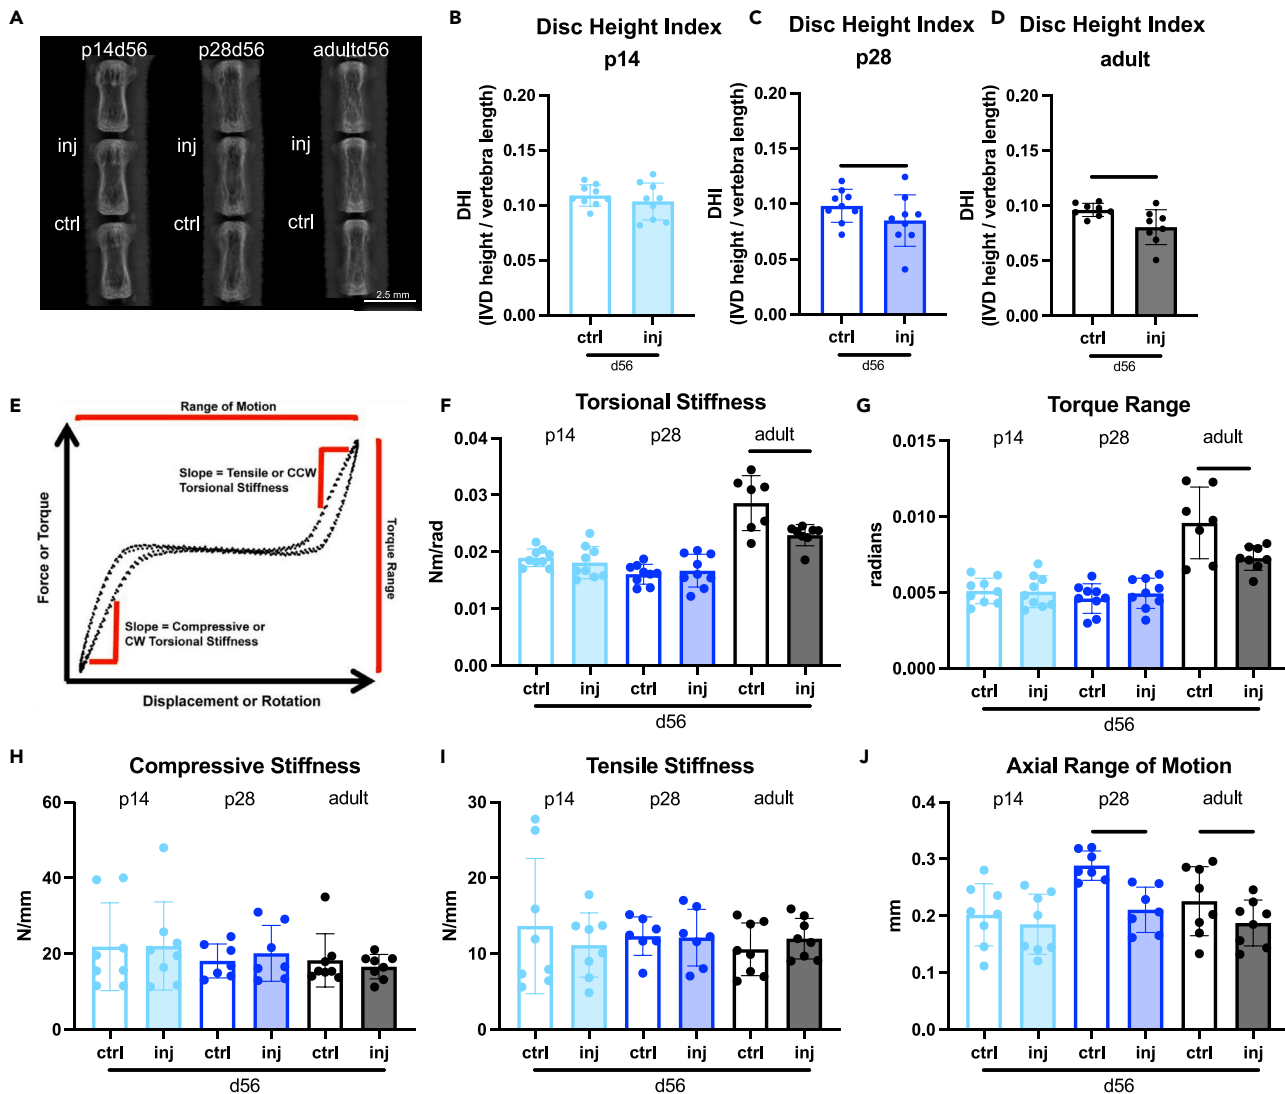 A
p14d56 p28d56 adultd56
inj inj inj
ctrl ctrl ctrl
2.5 mm
B
Disc Height Index
p14
DHI
(IVD height / vertebra length)
0.20
0.15
0.10
0.05
0.00
ctrl inj
d56
C
Disc Height Index
p28
DHI
(IVD height / vertebra length)
0.20
0.15
0.10
0.05
0.00
ctrl inj
d56
D
Disc Height Index
adult
DHI
(IVD height / vertebra length)
0.20
0.15
0.10
0.05
0.00
ctrl inj
d56
E
Range of Motion
Slope = Tensile or CCW
Torsional Stiffness
Torque Range
Force or Torque
Slope = Compressive or
CW Torsional Stiffness
Displacement or Rotation
F
Torsional Stiffness
p14 p28 adult
Nm/rad
0.04
0.03
0.02
0.01
0.00
ctrl inj ctrl inj ctrl inj
d56
G
Torque Range
p14 p28 adult
radians
0.015
0.010
0.005
0.000
ctrl inj ctrl inj ctrl inj
d56
H
Compressive Stiffness
p14 p28 adult
N/mm
60
40
20
0
ctrl inj ctrl inj ctrl inj
d56
I
Tensile Stiffness
p14 p28 adult
N/mm
30
20
10
0
ctrl inj ctrl inj ctrl inj
d56
J
Axial Range of Motion
p14 p28 adult
mm
0.4
0.3
0.2
0.1
0.0
ctrl inj ctrl inj ctrl inj
d56